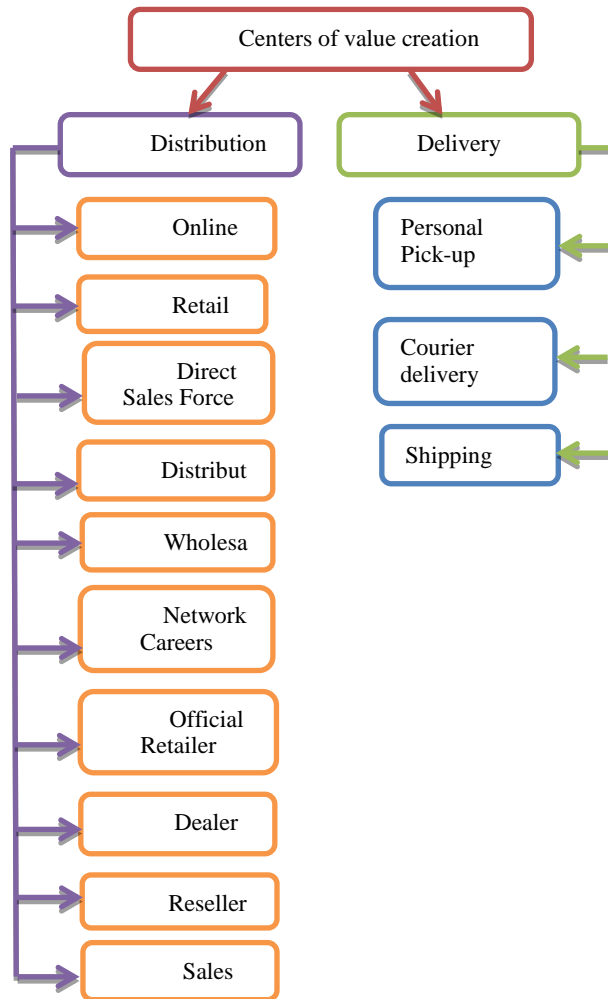 Centers of value creation
Distribution
Delivery
Online
Retail
Direct
Sales Force
Distribut
Wholesa
Network
Careers
Official
Retailer
Dealer
Reseller
Sales
Personal
Pick-up
Courier
delivery
Shipping